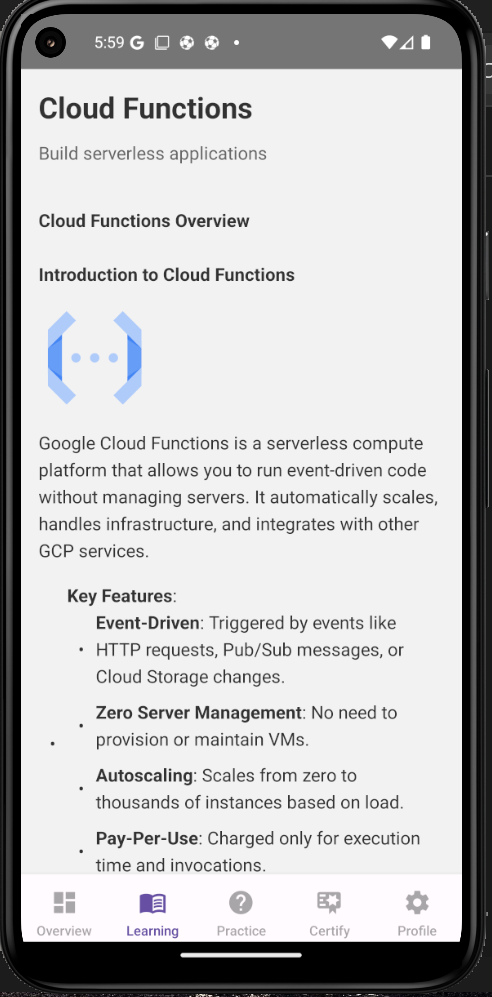 5:59 G
Cloud Functions
Build serverless applications
Cloud Functions Overview
Introduction to Cloud Functions
Google Cloud Functions is a serverless compute
platform that allows you to run event-driven code
without managing servers. It automatically scales,
handles infrastructure, and integrates with other
GCP services.
Key Features:
Event-Driven: Triggered by events like
• HTTP requests, Pub/Sub messages, or
Cloud Storage changes.
Zero Server Management: No need to
• provision or maintain VMs.
•
Autoscaling: Scales from zero to
• thousands of instances based on load.
Pay-Per-Use: Charged only for execution
• time and invocations.
Overview Learning Practice Certify Profile